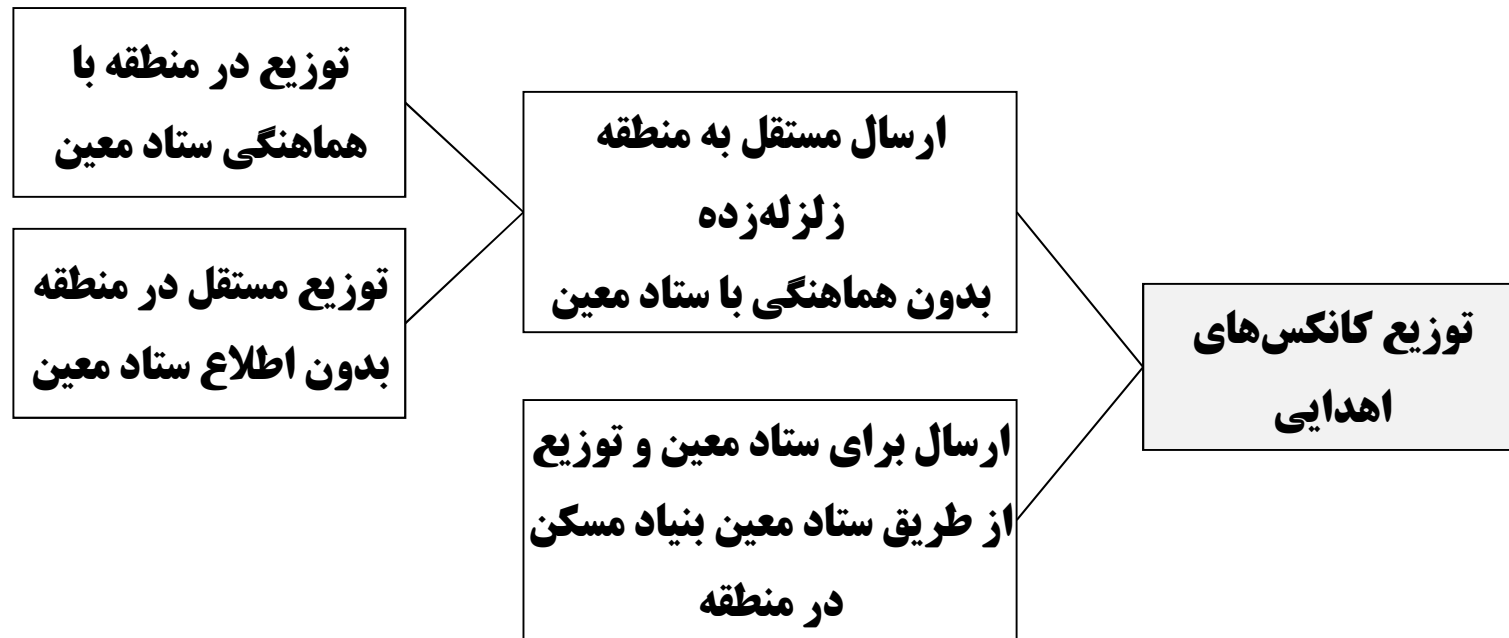 توزیع کانکس‌های
اهدایی
ارسال مستقل به منطقه
زلزله‌زده
بدون هماهنگی با ستاد معین
توزیع در منطقه با
هماهنگی ستاد معین
توزیع مستقل در منطقه
بدون اطلاع ستاد معین
ارسال برای ستاد معین و توزیع
از طریق ستاد معین بنیاد مسکن
در منطقه